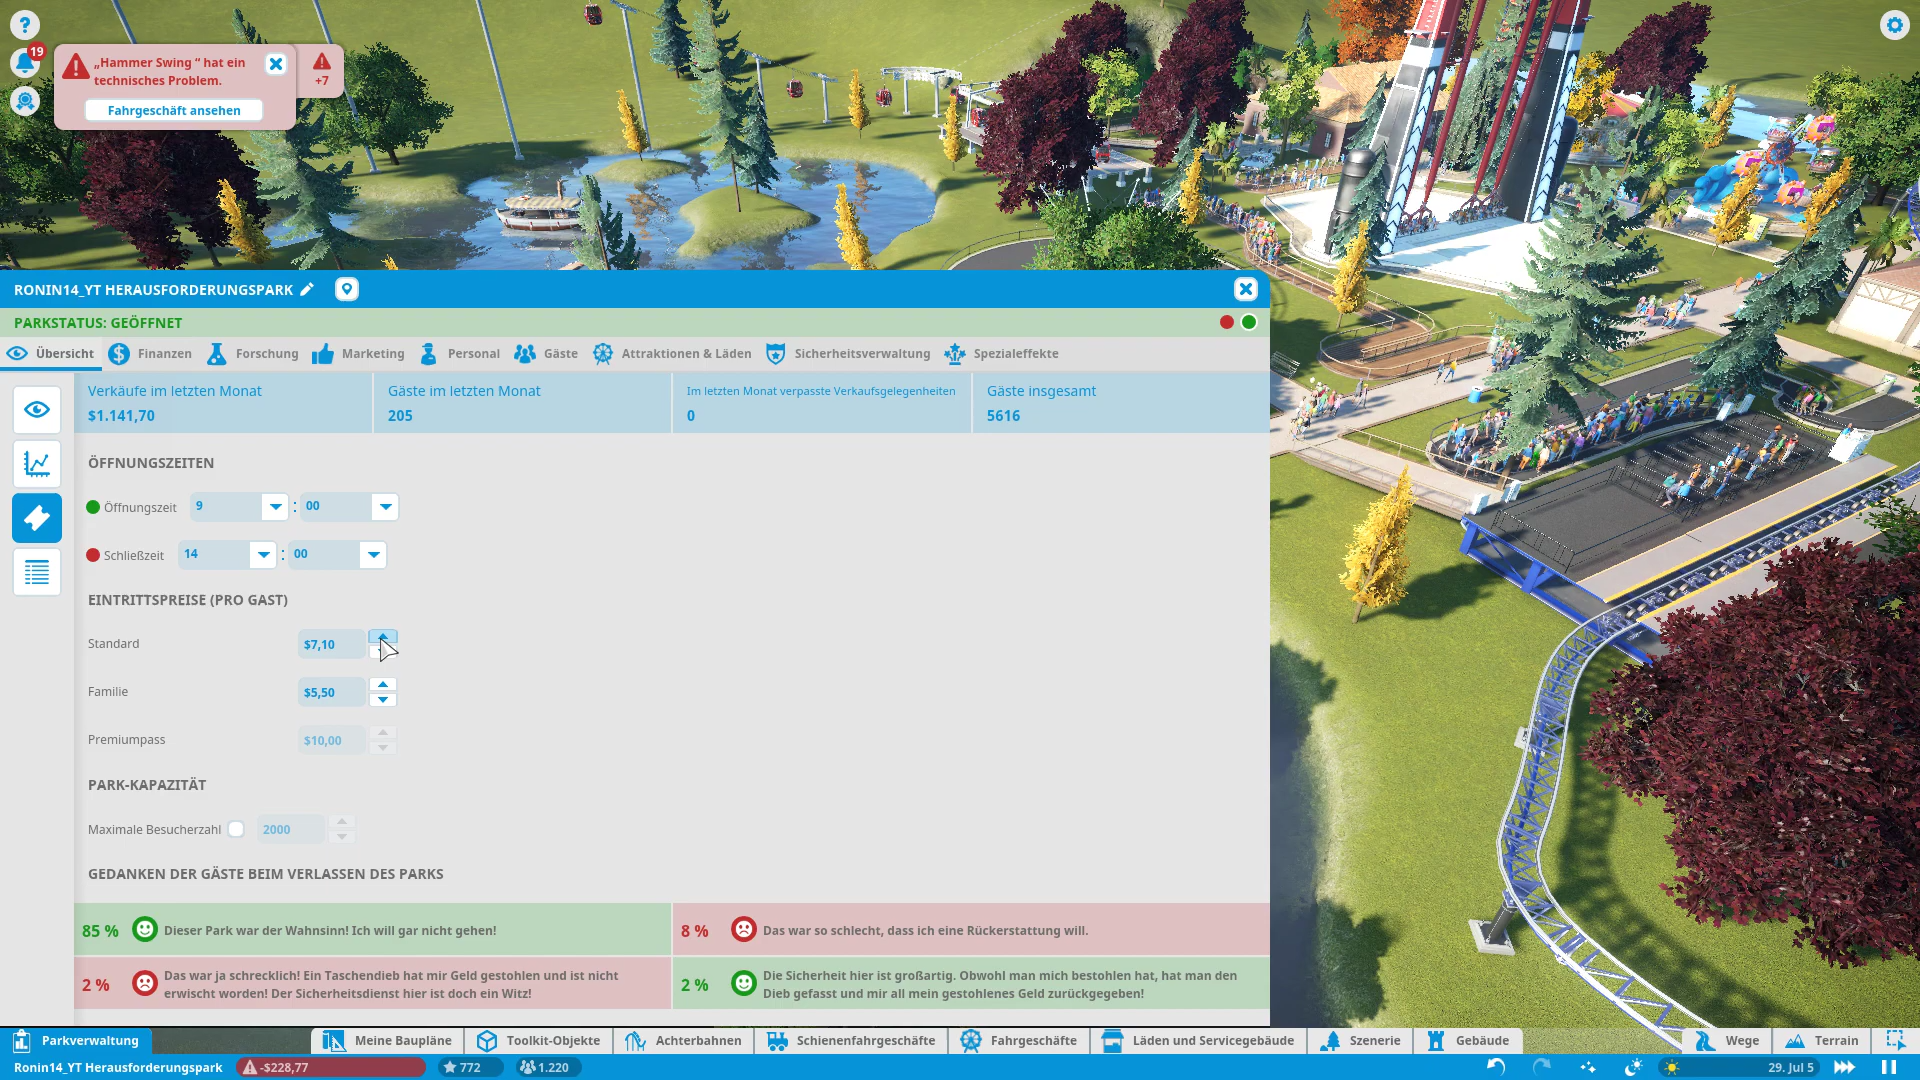 ?
19
„Hammer Swing “ hat ein
technisches Problem.
Fahrgeschäft ansehen
+7
RONIN14_YT HERAUSFORDERUNGSPARK
PARKSTATUS: GEÖFFNET
Übersicht
Finanzen
Forschung
Marketing
Personal
Gäste
Attraktionen & Läden
Sicherheitsverwaltung
Spezialeffekte
Verkäufe im letzten Monat
$1.141,70
Gäste im letzten Monat
205
Im letzten Monat verpasste Verkaufsgelegenheiten
0
Gäste insgesamt
5616
ÖFFNUNGSZEITEN
Öffnungszeit 9 : 00
Schließzeit 14 : 00
EINTRITTSPREISE (PRO GAST)
Standard $7,10
Familie $5,50
Premiumpass $10,00
PARK-KAPAZITÄT
Maximale Besucherzahl 2000
GEDANKEN DER GÄSTE BEIM VERLASSEN DES PARKS
85 % Dieser Park war der Wahnsinn! Ich will gar nicht gehen!
8 % Das war so schlecht, dass ich eine Rückerstattung will.
2 % Das war ja schrecklich! Ein Taschendieb hat mir Geld gestohlen und ist nicht
erwischt worden! Der Sicherheitsdienst hier ist doch ein Witz!
2 % Die Sicherheit hier ist großartig. Obwohl man mich bestohlen hat, hat man den
Dieb gefasst und mir all mein gestohlenes Geld zurückgegeben!
Parkverwaltung
Meine Baupläne
Toolkit-Objekte
Achterbahnen
Schienenfahrgeschäfte
Fahrgeschäfte
Läden und Servicegebäude
Szenerie
Gebäude
Wege
Terrain
Ronin14_YT Herausforderungspark
-$228,77
772
1.220
29. Jul 5